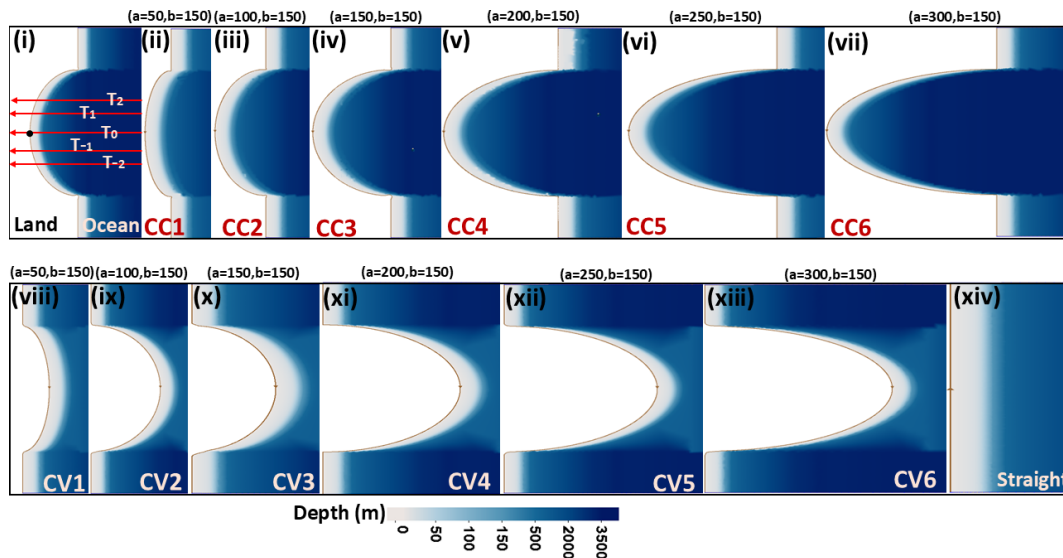 (a=50,b=150) (a=100,b=150) (a=150,b=150) (a=200,b=150) (a=250,b=150) (a=300,b=150)
(i) (ii) (iii) (iv) (v) (vi) (vii)
T₂
T₁
T₀
T₋₁
T₋₂
Land Ocean CC1 CC2 CC3 CC4 CC5 CC6
(a=50,b=150) (a=100,b=150) (a=150,b=150) (a=200,b=150) (a=250,b=150) (a=300,b=150)
(viii) (ix) (x) (xi) (xii) (xiii) (xiv)
CV1 CV2 CV3 CV4 CV5 CV6 Straight
Depth (m)
0 50 100 150 2000 3500